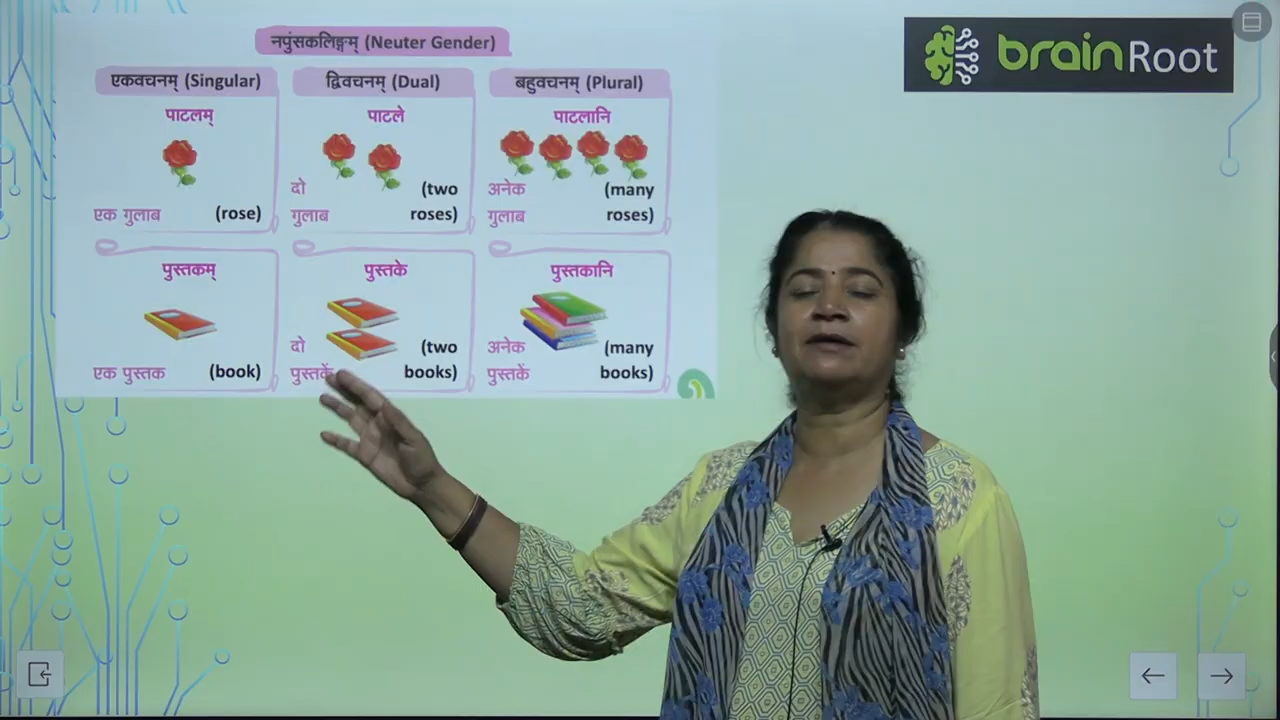 नपुंसकलिङ्गम् (Neuter Gender)
एकवचनम् (Singular)
द्विवचनम् (Dual)
बहुवचनम् (Plural)
पाटलम्
एक गुलाब (rose)
पाटले
दो (two
गुलाब roses)
पाटलानि
अनेक (many
गुलाब roses)
पुस्तकम्
एक पुस्तक (book)
पुस्तके
दो (two
पुस्तकें books)
पुस्तकानि
अनेक (many
पुस्तकें books)
brainRoot